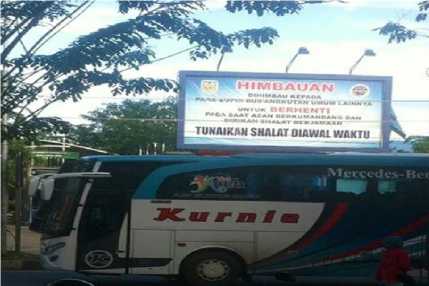 HIMBAUAN
DIHIMBAU KEPADA
PARA SUPIR BUS/ANGKUTAN UMUM LAINNYA
UNTUK BERHENTI
PADA SAAT AZAN BERKUMANDANG DAN
DIRIKAN SHALAT BERJAMAAH
TUNAIKAN SHALAT DIAWAL WAKTU
Mercedes-Be
Kurnia